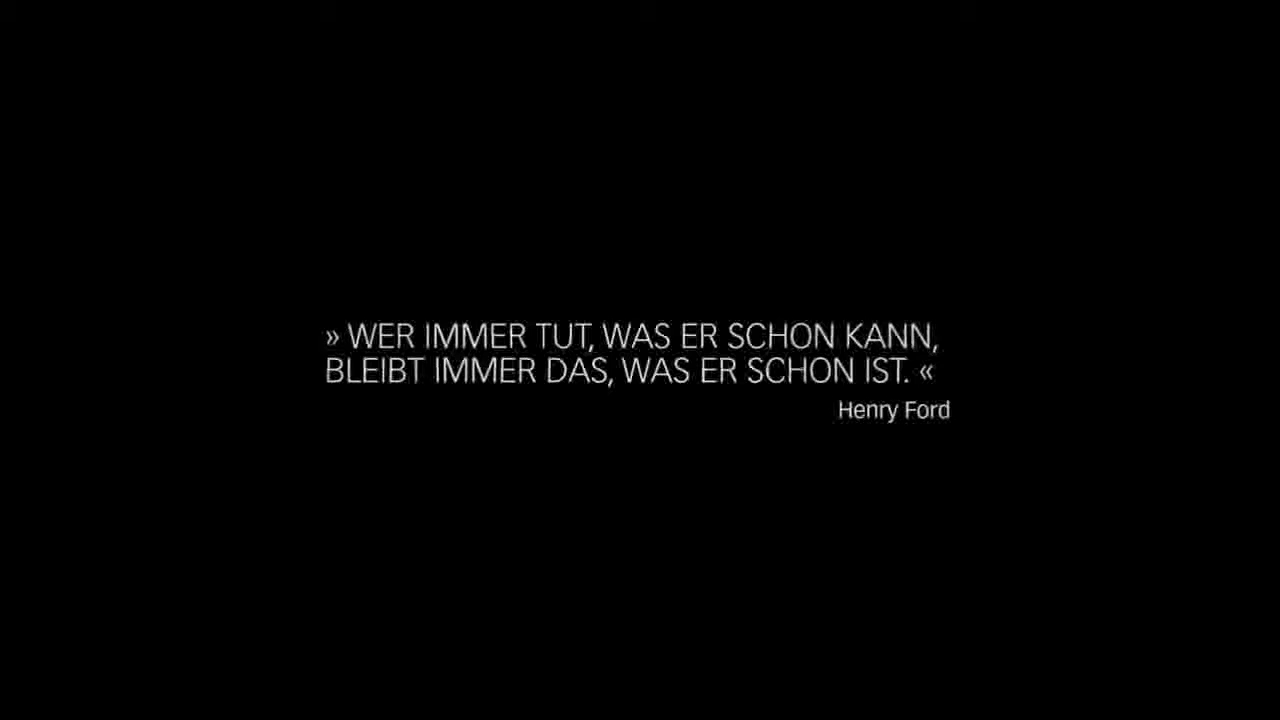 » WER IMMER TUT, WAS ER SCHON KANN,
BLEIBT IMMER DAS, WAS ER SCHON IST. «
Henry Ford